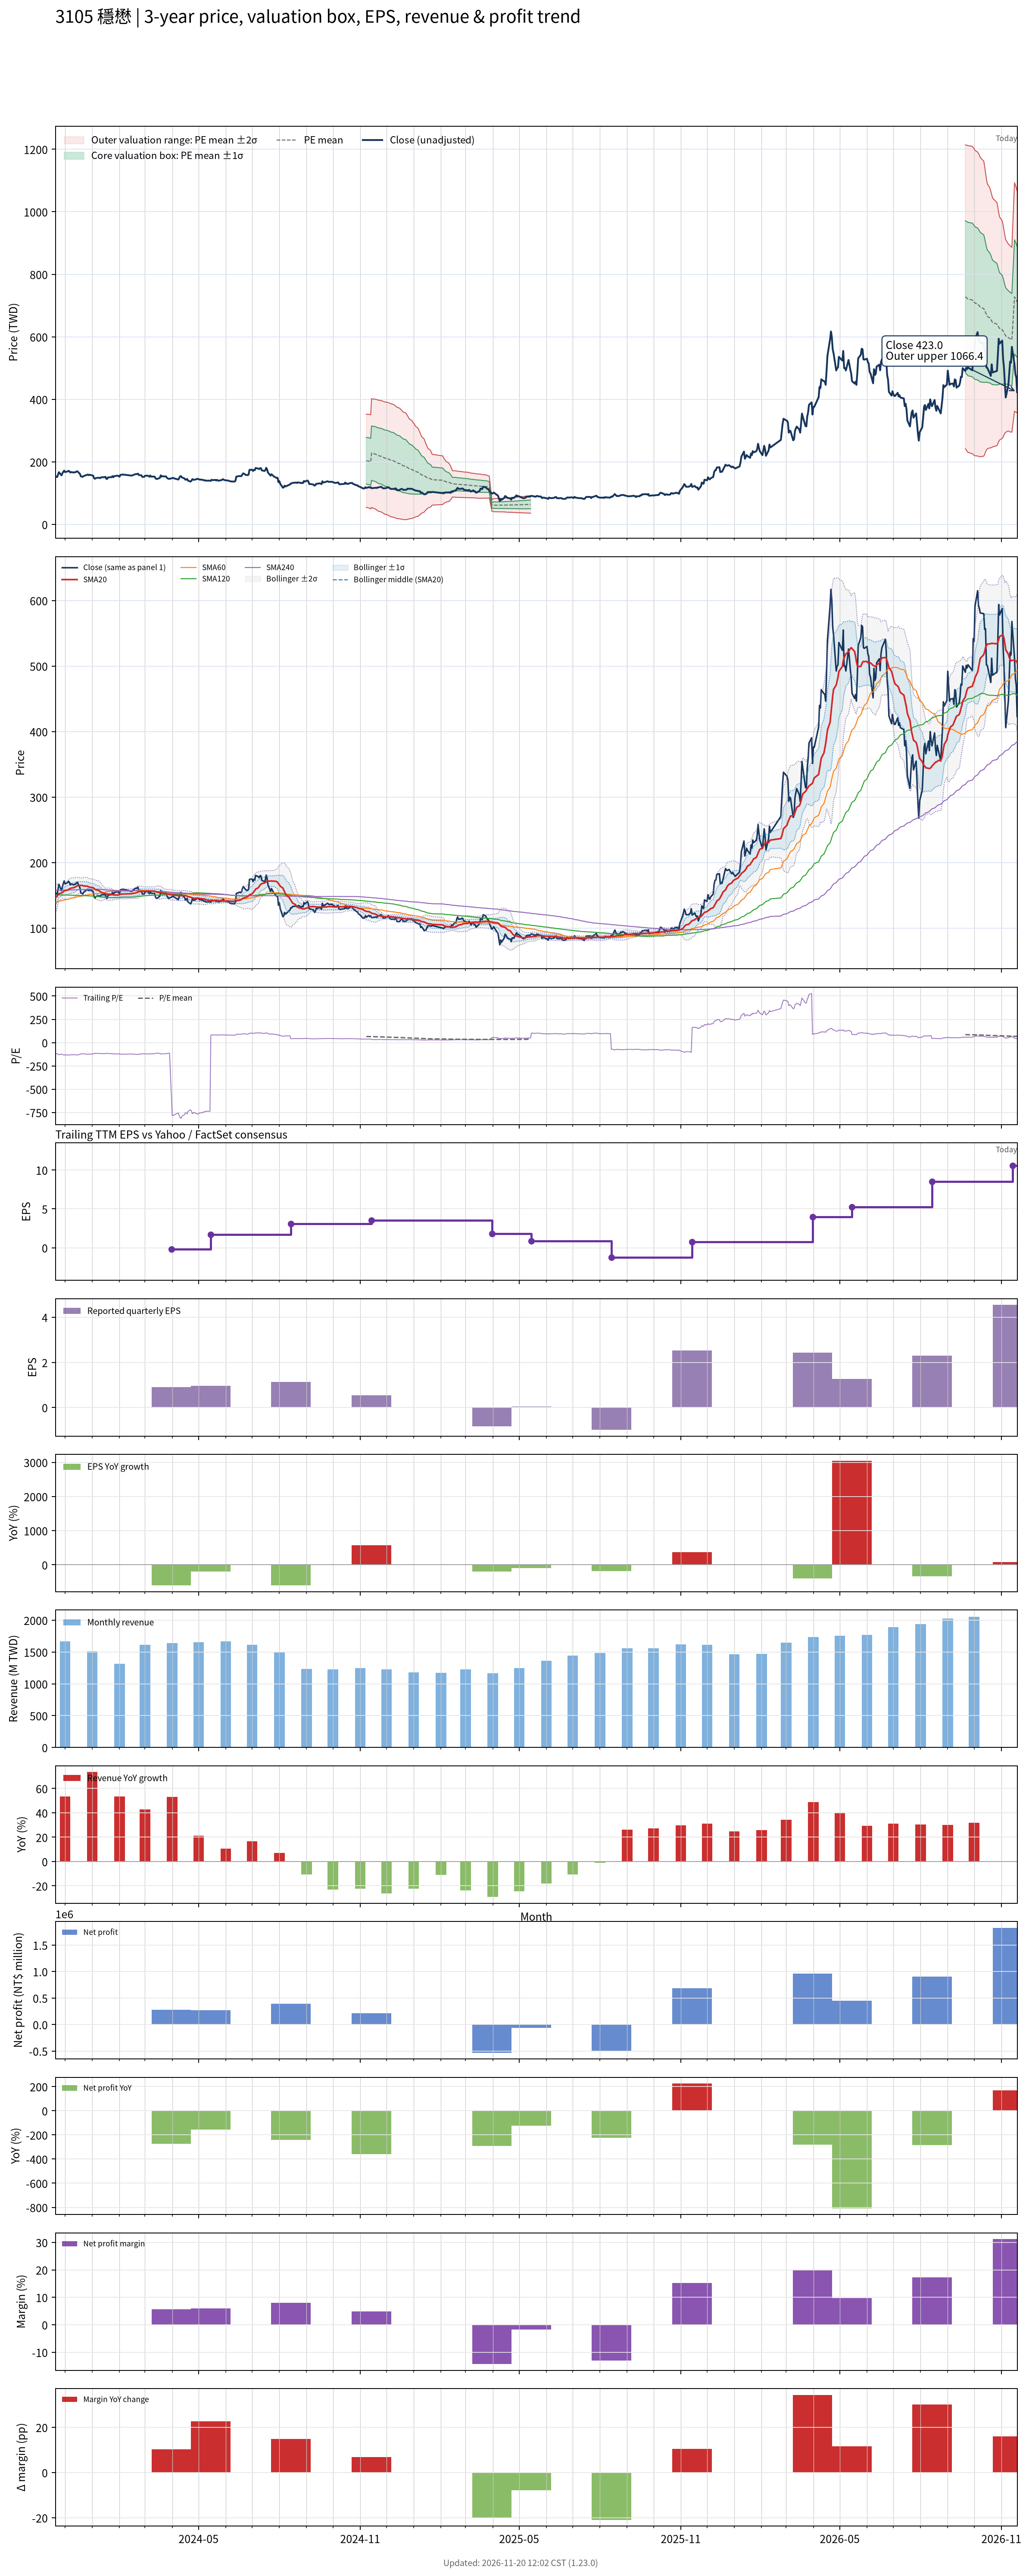 3105 穩懋 | 3-year price, valuation box, EPS, revenue & profit trend
Outer valuation range: PE mean ±2σ
PE mean
Close (unadjusted)
Core valuation box: PE mean ±1σ
Today
1200
1000
800
600
400
200
0
Price (TWD)
Close 423.0
Outer upper 1066.4
Close (same as panel 1)
SMA20
SMA60
SMA120
SMA240
Bollinger ±2σ
Bollinger ±1σ
Bollinger middle (SMA20)
600
500
400
300
200
100
Price
Trailing P/E
P/E mean
500
250
0
-250
-500
-750
P/E
Trailing TTM EPS vs Yahoo / FactSet consensus
Today
10
5
0
EPS
Reported quarterly EPS
4
2
0
EPS
EPS YoY growth
3000
2000
1000
0
YoY (%)
Monthly revenue
2000
1500
1000
500
0
Revenue (M TWD)
Revenue YoY growth
60
40
20
0
-20
YoY (%)
Month
1e6
Net profit
1.5
1.0
0.5
0.0
-0.5
Net profit (NT$ million)
Net profit YoY
200
0
-200
-400
-600
-800
YoY (%)
Net profit margin
30
20
10
0
-10
Margin (%)
Margin YoY change
20
0
-20
Δ margin (pp)
2024-05
2024-11
2025-05
2025-11
2026-05
2026-11
Updated: 2026-11-20 12:02 CST (1.23.0)